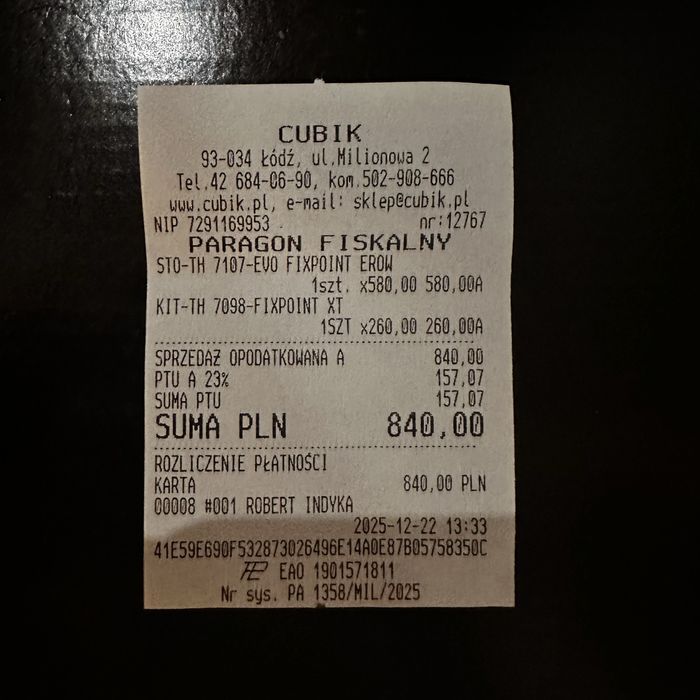 CUBIK
93-034 Łódź, ul.Milionowa 2
Tel.42 684-06-90, kom.502-908-666
www.cubik.pl, e-mail: sklep@cubik.pl
NIP 7291169953 nr:12767
PARAGON FISKALNY
STO-TH 7107-EVO FIXPOINT EROW
1szt. x580,00 580,00A
KIT-TH 7098-FIXPOINT XT
1SZT x260,00 260,00A
SPRZEDAŻ OPODATKOWANA A 840,00
PTU A 23% 157,07
SUMA PTU 157,07
SUMA PLN 840,00
ROZLICZENIE PŁATNOŚCI
KARTA 840,00 PLN
00008 #001 ROBERT INDYKA
2025-12-22 13:33
41E59E690F532873026496E14A0E87B05758350C
EAO 1901571811
Nr sys. PA 1358/MIL/2025